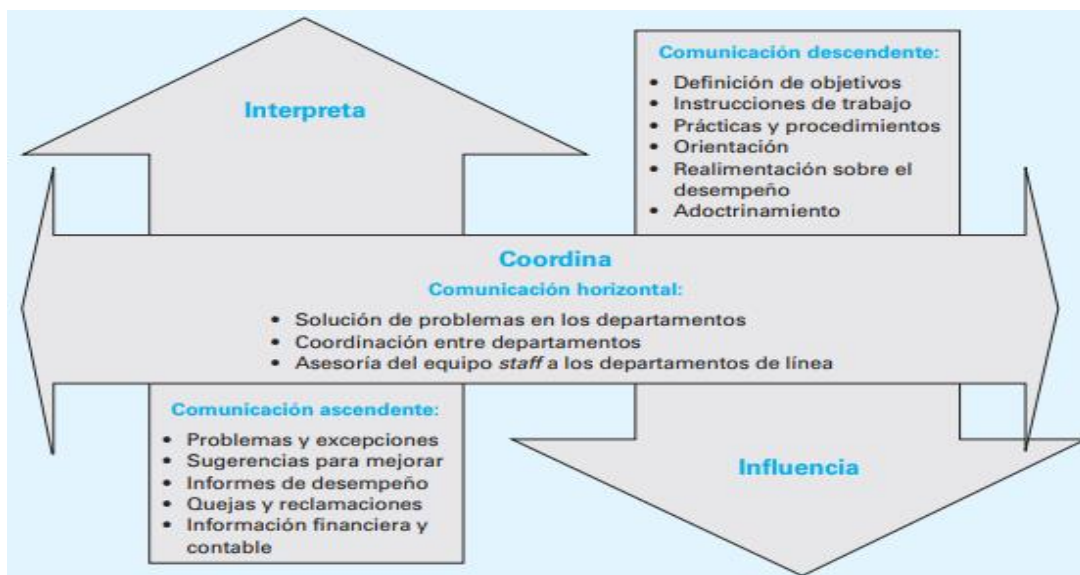 Interpreta
Comunicación descendente:
• Definición de objetivos
• Instrucciones de trabajo
• Prácticas y procedimientos
• Orientación
• Realimentación sobre el
desempeño
• Adoctrinamiento
Coordina
Comunicación horizontal:
• Solución de problemas en los departamentos
• Coordinación entre departamentos
• Asesoría del equipo staff a los departamentos de línea
Comunicación ascendente:
• Problemas y excepciones
• Sugerencias para mejorar
• Informes de desempeño
• Quejas y reclamaciones
• Información financiera y
contable
Influencia